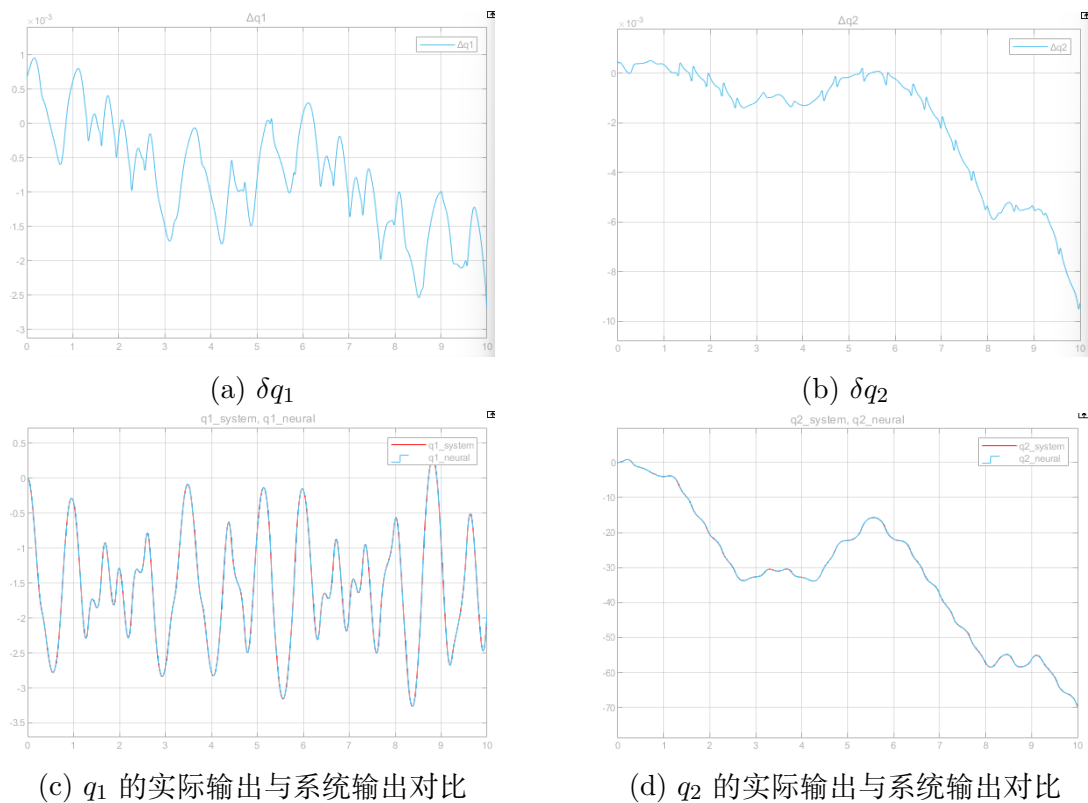 ×10⁻³
Δq1
Δq1
1
0.5
0
-0.5
-1
-1.5
-2
-2.5
-3
0 1 2 3 4 5 6 7 8 9 10
(a) δq₁
×10⁻³
Δq2
Δq2
0
-2
-4
-6
-8
-10
0 1 2 3 4 5 6 7 8 9 10
(b) δq₂
q1_system, q1_neural
q1_system
q1_neural
0.5
0
-0.5
-1
-1.5
-2
-2.5
-3
-3.5
0 1 2 3 4 5 6 7 8 9 10
(c) q₁ 的实际输出与系统输出对比
q2_system, q2_neural
q2_system
q2_neural
0
-10
-20
-30
-40
-50
-60
-70
0 1 2 3 4 5 6 7 8 9 10
(d) q₂ 的实际输出与系统输出对比